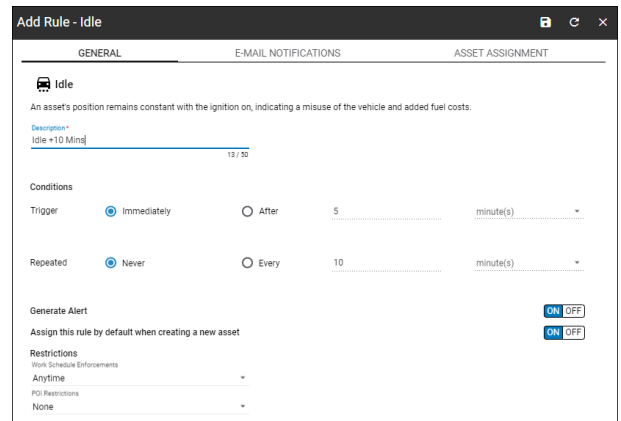 Add Rule - Idle
GENERAL E-MAIL NOTIFICATIONS ASSET ASSIGNMENT
Idle
An asset's position remains constant with the ignition on, indicating a misuse of the vehicle and added fuel costs.
Description *
Idle +10 Mins
13 / 50
Conditions
Trigger Immediately After 5 minute(s)
Repeated Never Every 10 minute(s)
Generate Alert ON OFF
Assign this rule by default when creating a new asset ON OFF
Restrictions
Work Schedule Enforcements
Anytime
POI Restrictions
None